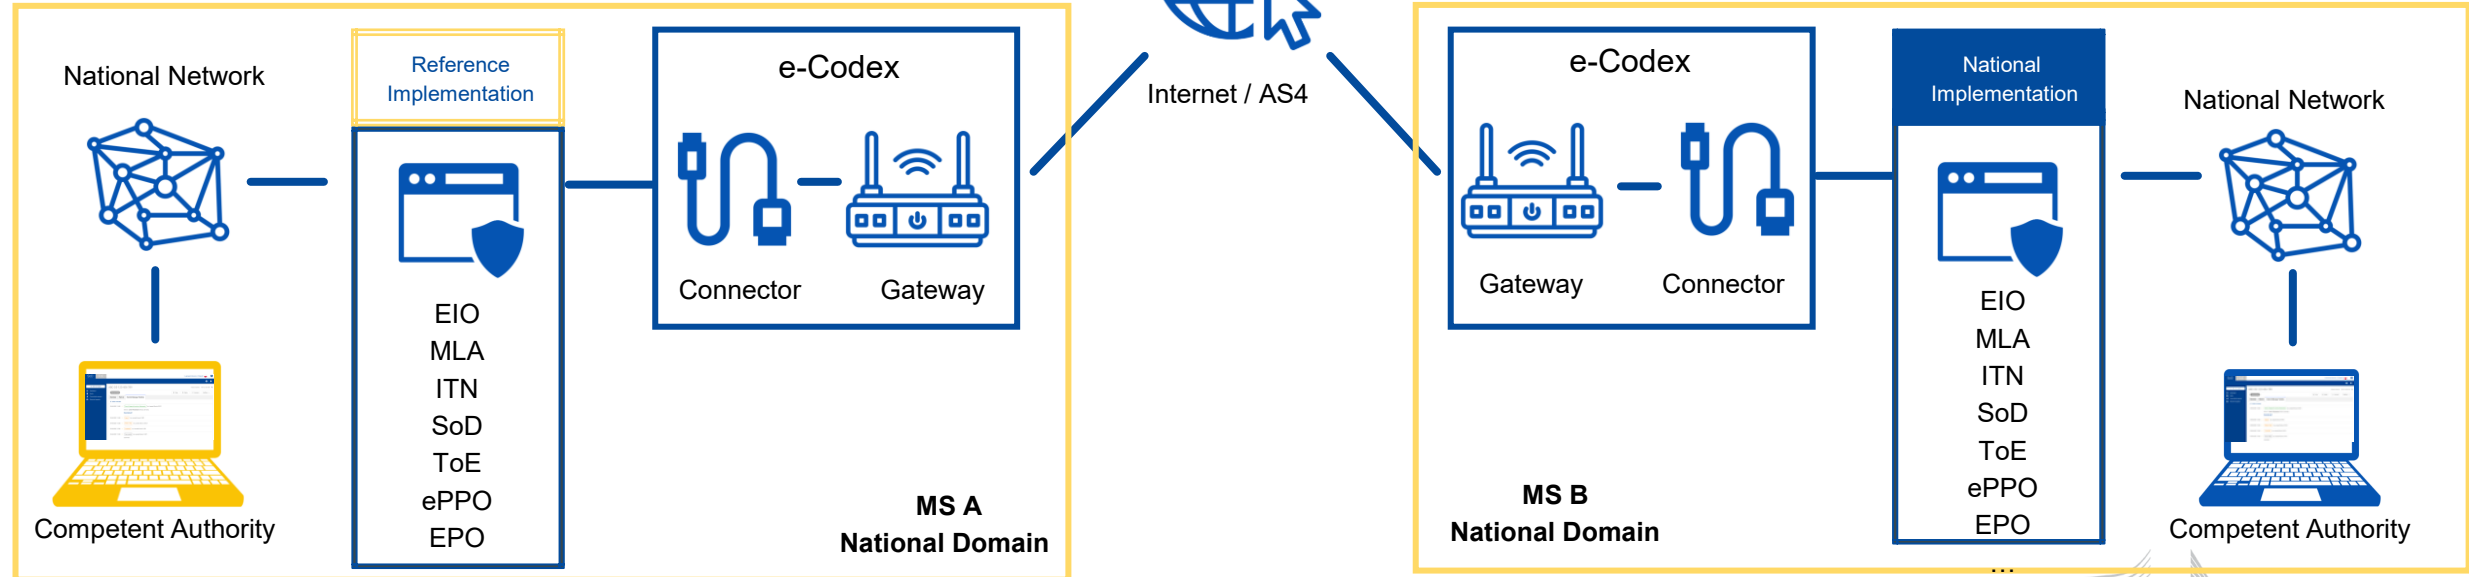 National Network
Reference
Implementation
e-Codex
Connector
Gateway
EIO
MLA
ITN
SoD
ToE
ePPO
EPO
Competent Authority
MS A
National Domain
Internet / AS4
e-Codex
Gateway
Connector
MS B
National Domain
National
Implementation
EIO
MLA
ITN
SoD
ToE
ePPO
EPO
...
National Network
Competent Authority